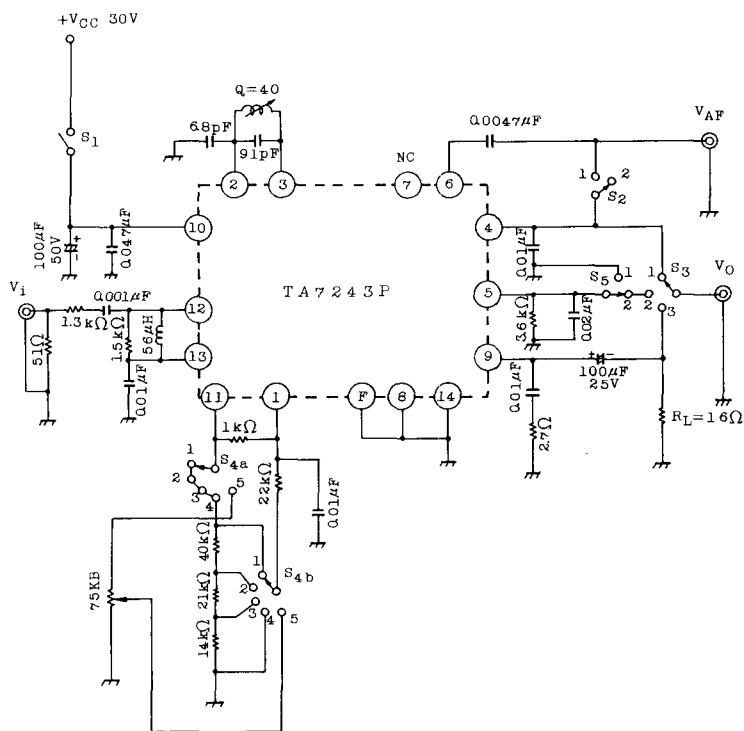 +VCC 30V
S1
100μF
50V
+
-
0.047μF
Q=40
6.8pF
91pF
NC
0.0047μF
VAF
1
2
S2
2
3
7
6
10
4
12
5
13
9
11
1
F
8
14
TA7243P
Vi
51Ω
1.3kΩ
0.001μF
1.5kΩ
56μH
0.01μF
0.01μF
S5
1
2
2
1
S3
3
VO
3.6kΩ
0.02μF
+
-
100μF
25V
0.01μF
2.7Ω
RL=16Ω
1kΩ
S4a
1
2
3
4
5
22kΩ
0.01μF
40kΩ
21kΩ
14kΩ
S4b
1
2
3
4
5
75KB